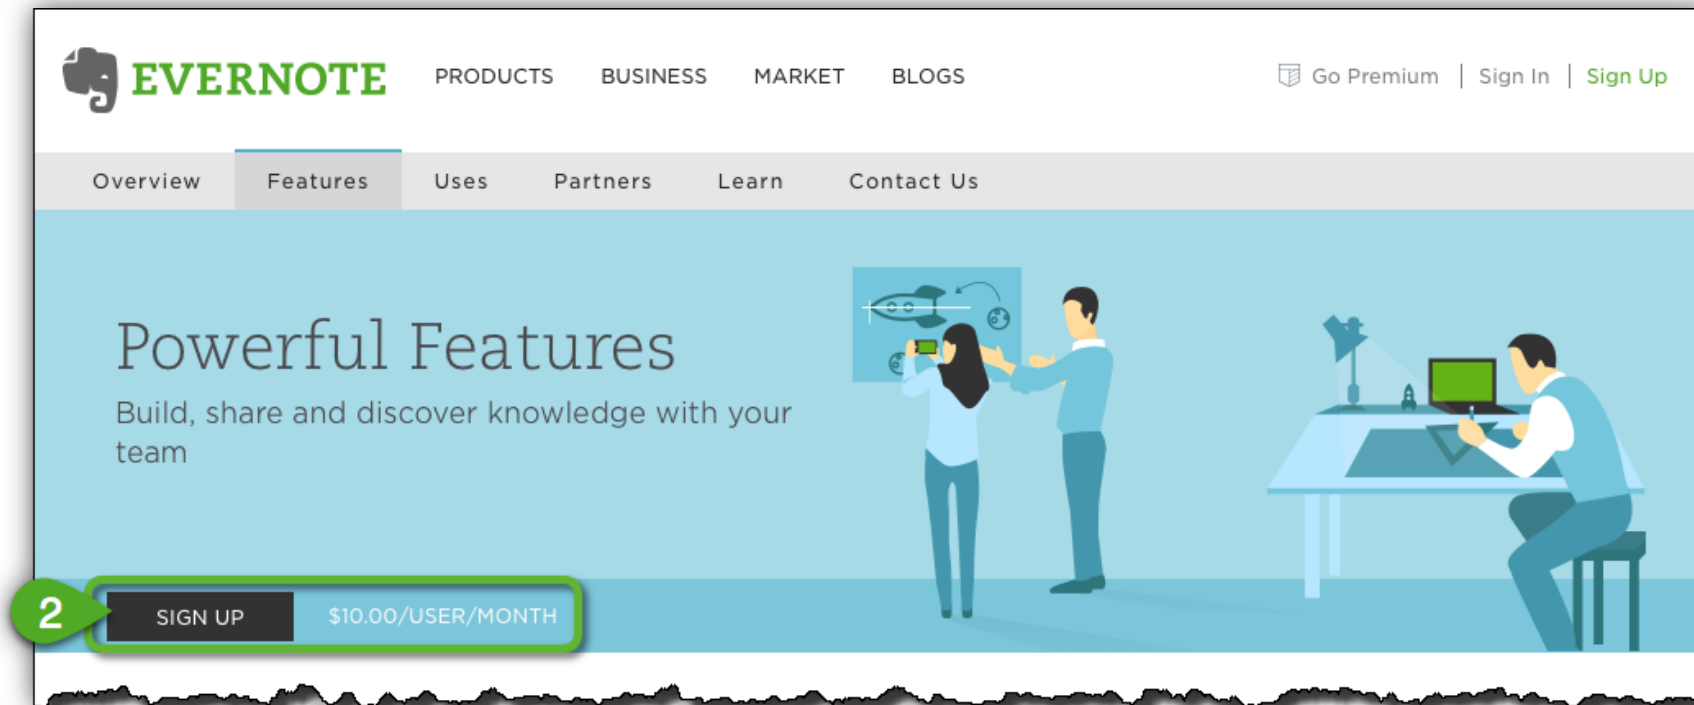 EVERNOTE PRODUCTS BUSINESS MARKET BLOGS Go Premium | Sign In | Sign Up
Overview Features Uses Partners Learn Contact Us
Powerful Features
Build, share and discover knowledge with your
team
2 SIGN UP $10.00/USER/MONTH